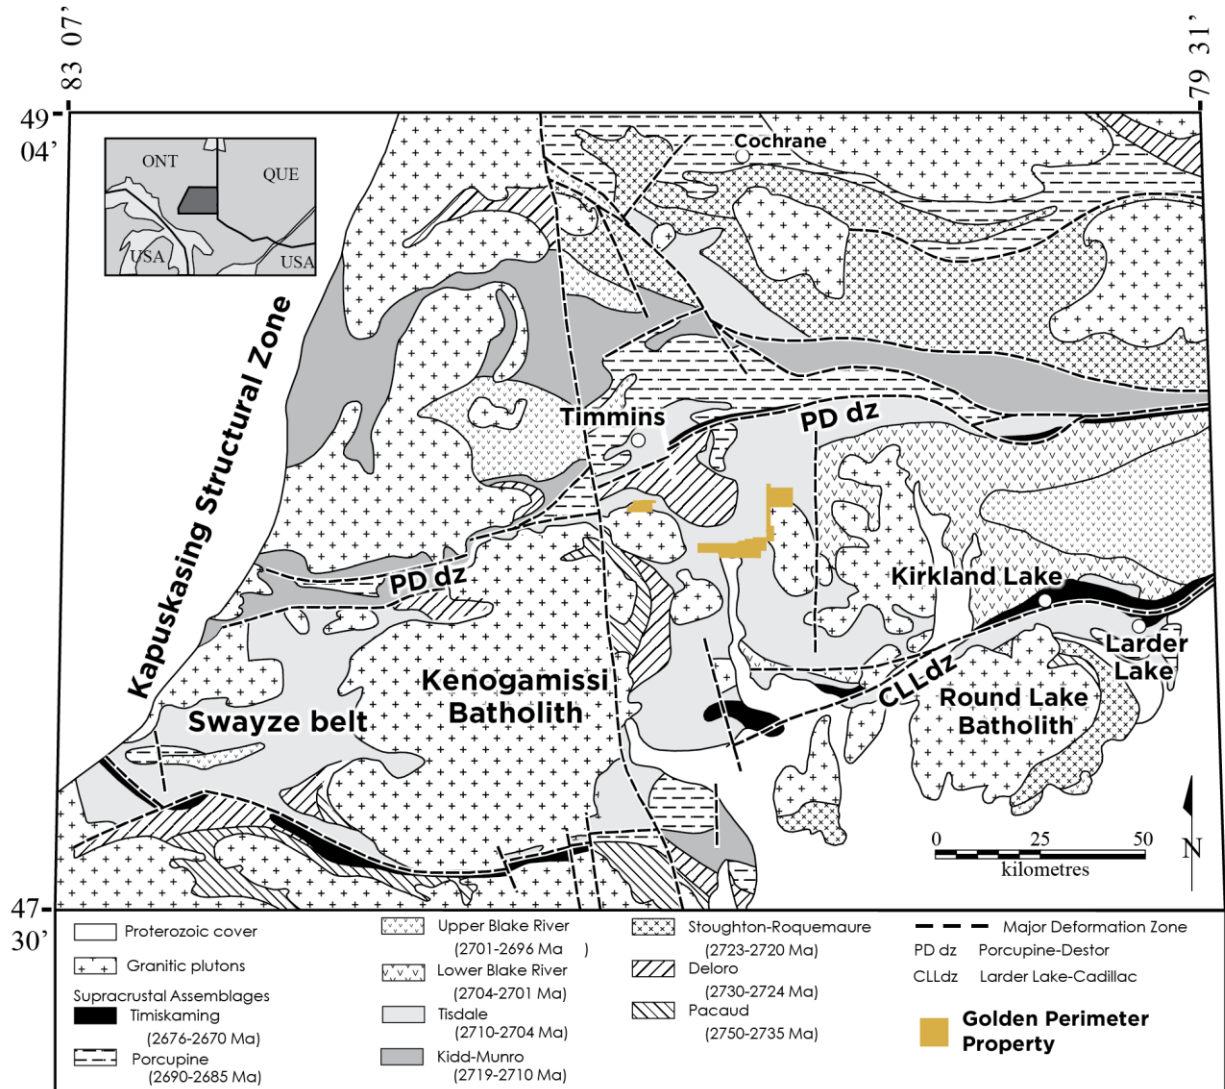 83 07’
79 31’
49
04’
ONT
QUE
USA
USA
Cochrane
Kapuskasing Structural Zone
Timmins
PD dz
PD dz
Kirkland Lake
Larder
Lake
CLLdz
Kenogamissi
Batholith
Round Lake
Batholith
Swayze belt
0 25 50
kilometres
N
47
30’
Proterozoic cover
Granitic plutons
Supracrustal Assemblages
Timiskaming
(2676-2670 Ma)
Porcupine
(2690-2685 Ma)
Upper Blake River
(2701-2696 Ma )
Lower Blake River
(2704-2701 Ma)
Tisdale
(2710-2704 Ma)
Kidd-Munro
(2719-2710 Ma)
Stoughton-Roquemaure
(2723-2720 Ma)
Deloro
(2730-2724 Ma)
Pacaud
(2750-2735 Ma)
Major Deformation Zone
PD dz Porcupine-Destor
CLLdz Larder Lake-Cadillac
Golden Perimeter
Property